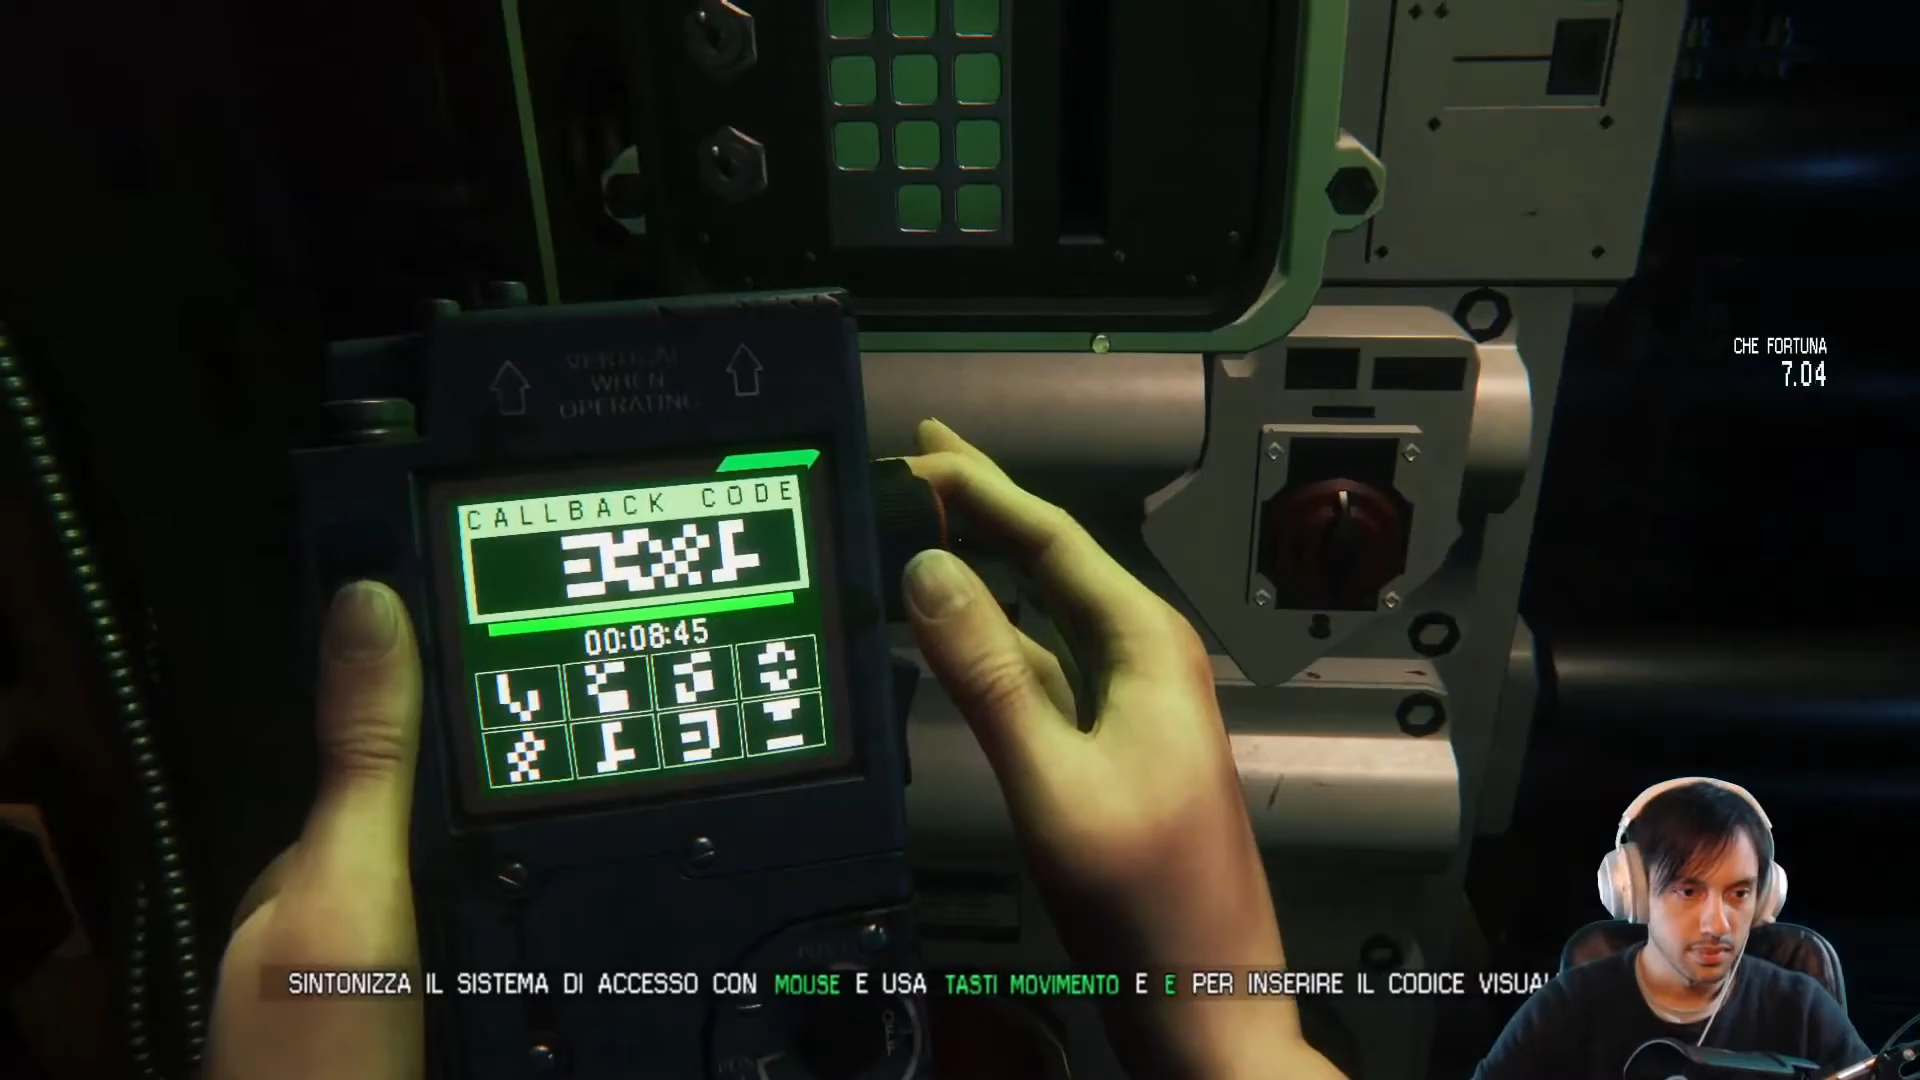 VERTICAL
WHEN
OPERATING
CHE FORTUNA
7.04
CALLBACK CODE
00:08:45
SINTONIZZA IL SISTEMA DI ACCESSO CON MOUSE E USA TASTI MOVIMENTO E E PER INSERIRE IL CODICE